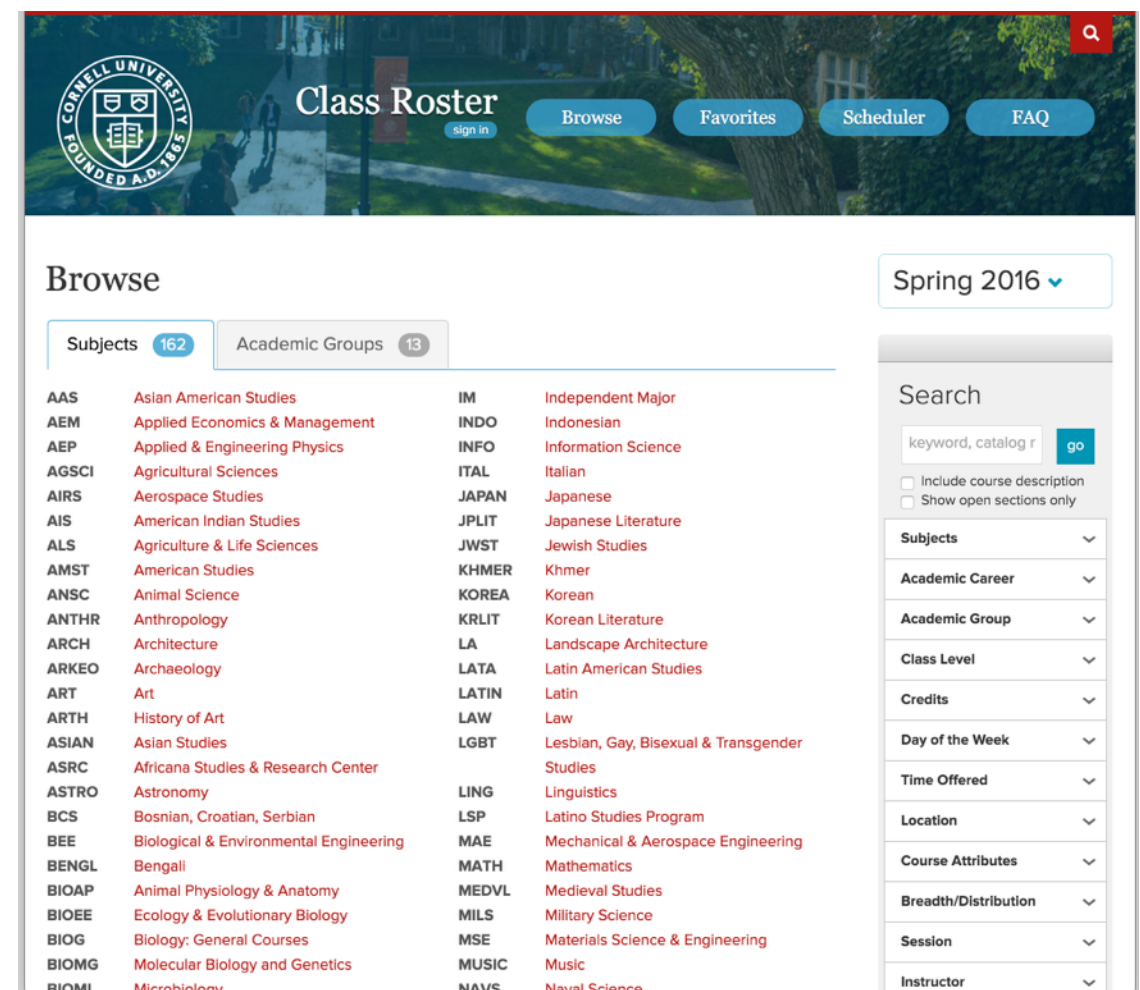 CORNELL UNIVERSITY
FOUNDED A.D. 1865
Class Roster
sign in
Browse
Favorites
Scheduler
FAQ
Browse
Spring 2016
Subjects 162
Academic Groups 13
AAS Asian American Studies
AEM Applied Economics & Management
AEP Applied & Engineering Physics
AGSCI Agricultural Sciences
AIRS Aerospace Studies
AIS American Indian Studies
ALS Agriculture & Life Sciences
AMST American Studies
ANSC Animal Science
ANTHR Anthropology
ARCH Architecture
ARKEO Archaeology
ART Art
ARTH History of Art
ASIAN Asian Studies
ASRC Africana Studies & Research Center
ASTRO Astronomy
BCS Bosnian, Croatian, Serbian
BEE Biological & Environmental Engineering
BENGL Bengali
BIOAP Animal Physiology & Anatomy
BIOEE Ecology & Evolutionary Biology
BIOG Biology: General Courses
BIOMG Molecular Biology and Genetics
BIOMI Microbiology
IM Independent Major
INDO Indonesian
INFO Information Science
ITAL Italian
JAPAN Japanese
JPLIT Japanese Literature
JWST Jewish Studies
KHMER Khmer
KOREA Korean
KRLIT Korean Literature
LA Landscape Architecture
LATA Latin American Studies
LATIN Latin
LAW Law
LGBT Lesbian, Gay, Bisexual & Transgender
Studies
LING Linguistics
LSP Latino Studies Program
MAE Mechanical & Aerospace Engineering
MATH Mathematics
MEDVL Medieval Studies
MILS Military Science
MSE Materials Science & Engineering
MUSIC Music
NAVS Naval Science
Search
keyword, catalog r
go
Include course description
Show open sections only
Subjects
Academic Career
Academic Group
Class Level
Credits
Day of the Week
Time Offered
Location
Course Attributes
Breadth/Distribution
Session
Instructor